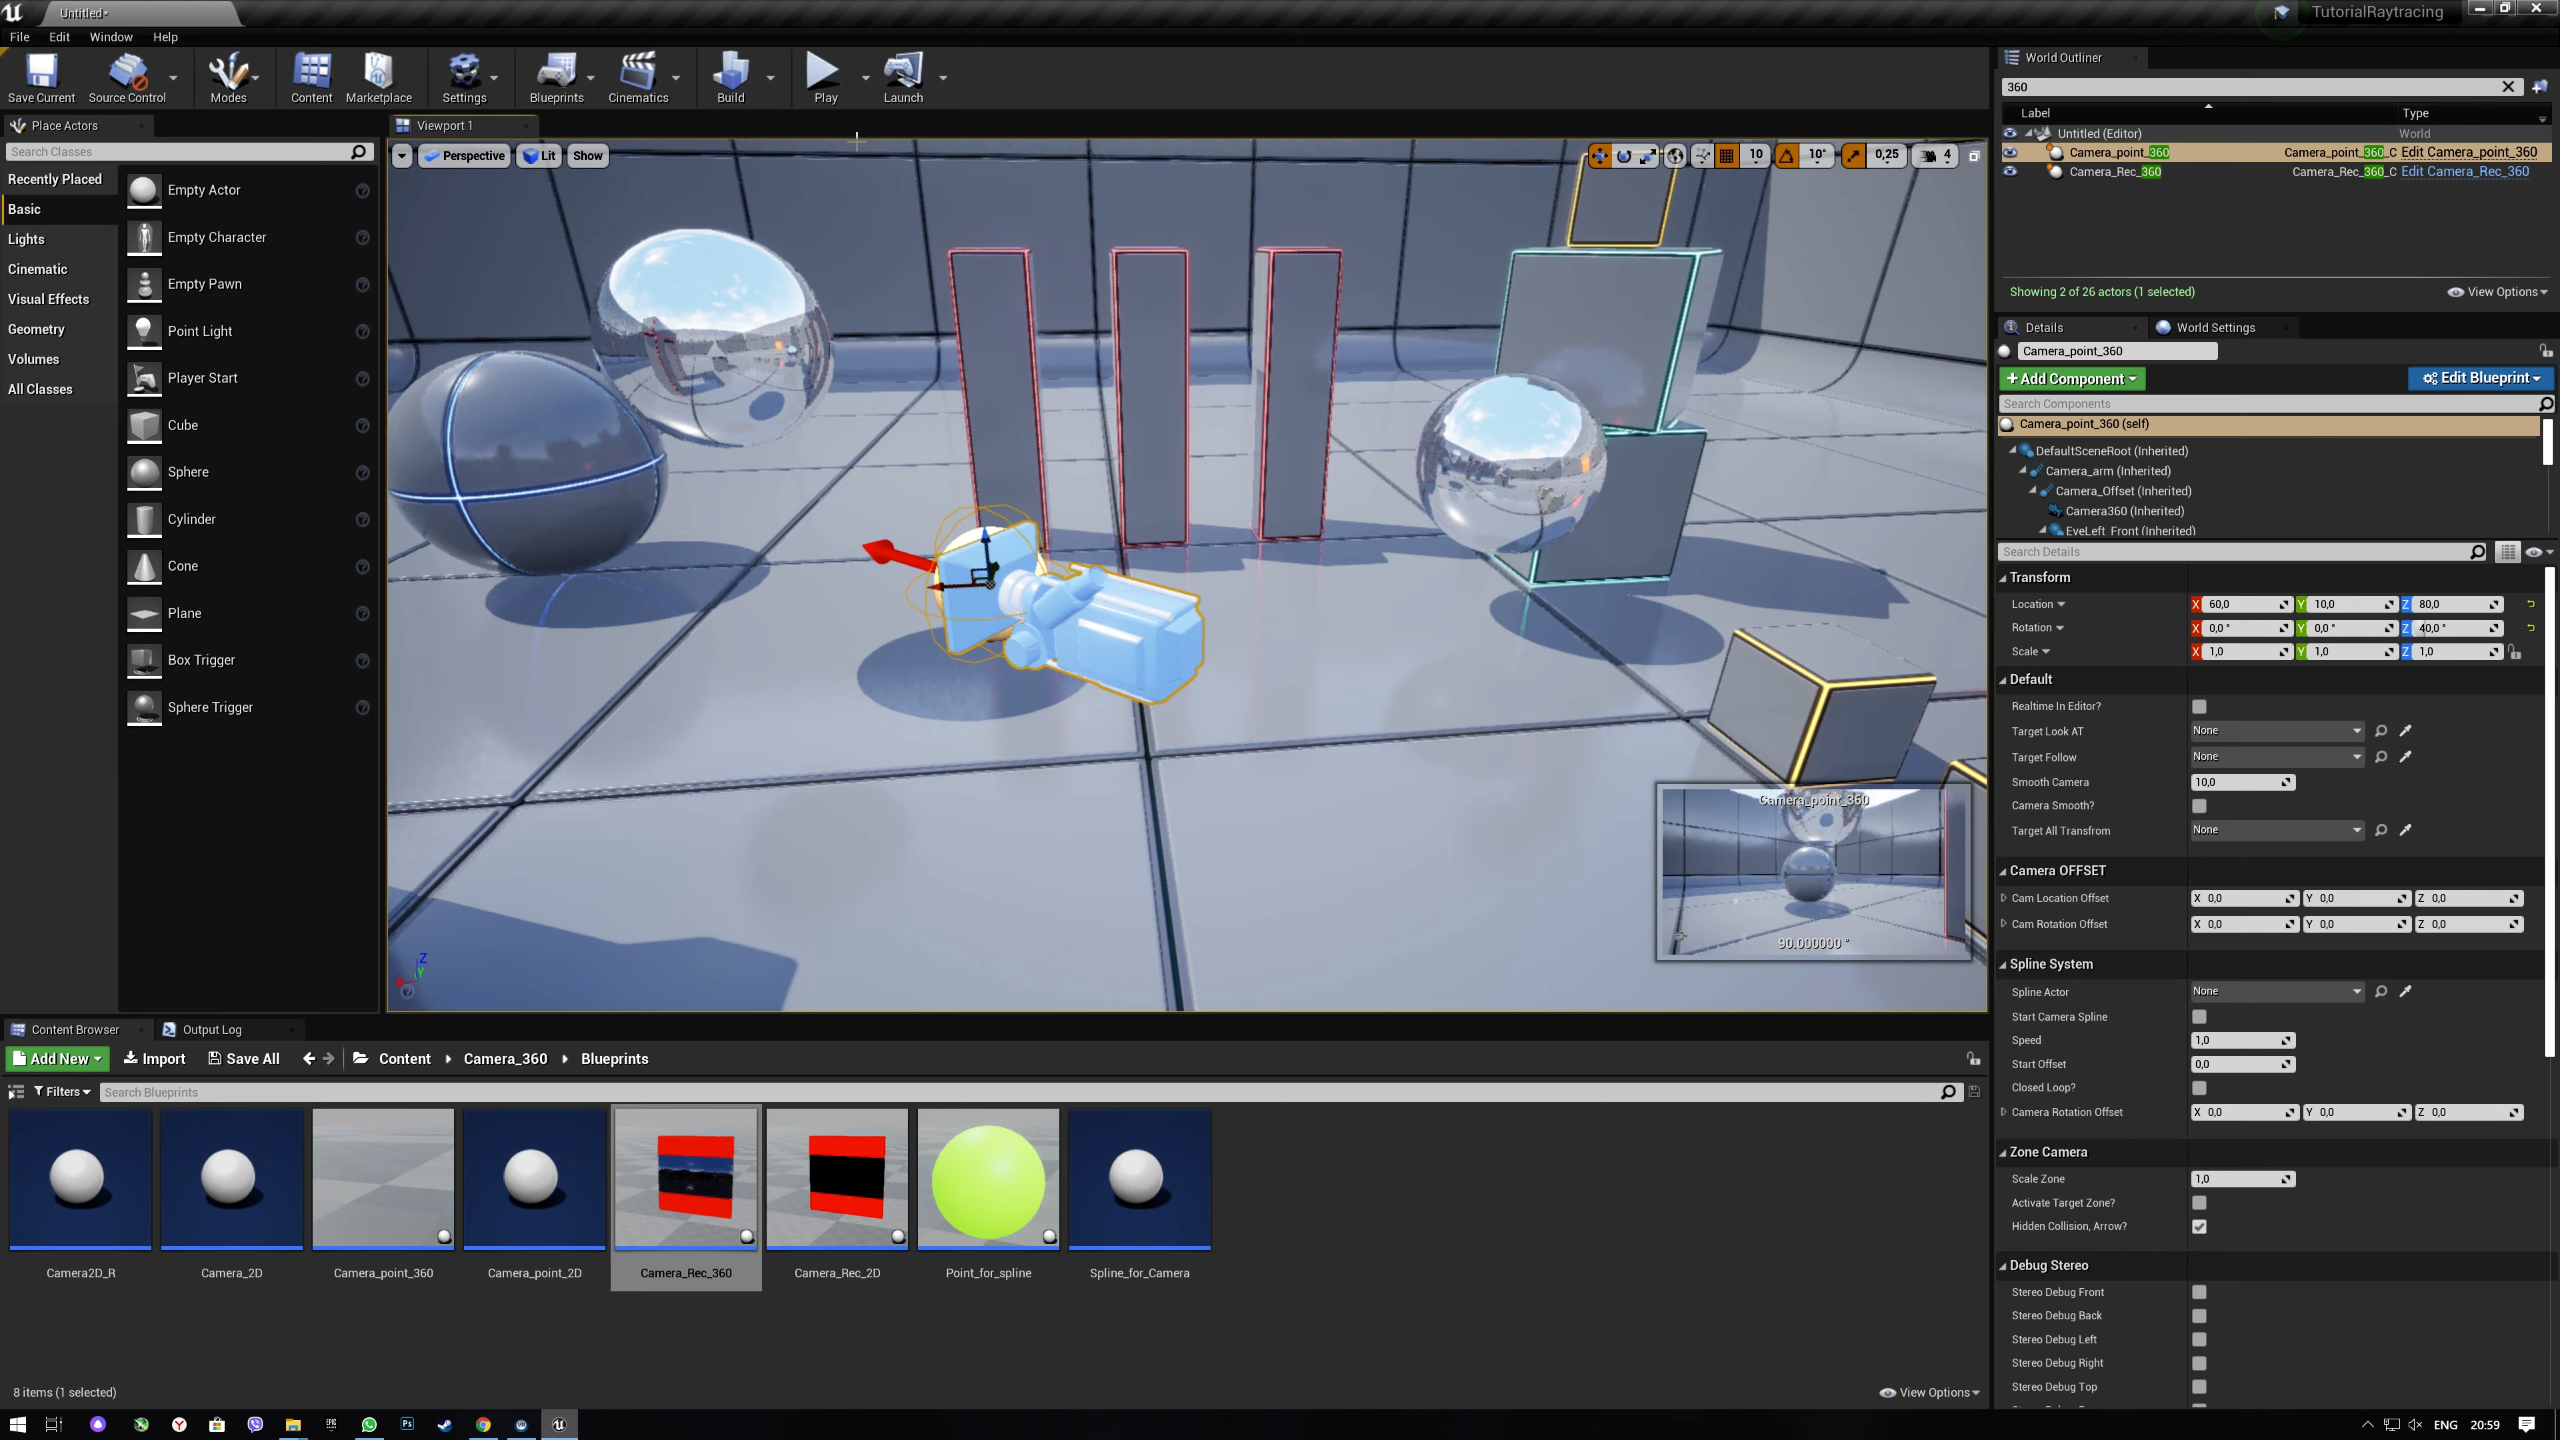 Untitled*
TutorialRaytracing
File Edit Window Help
Save Current
Source Control
Modes
Content
Marketplace
Settings
Blueprints
Cinematics
Build
Play
Launch
Place Actors
Search Classes
Recently Placed
Basic
Lights
Cinematic
Visual Effects
Geometry
Volumes
All Classes
Empty Actor
Empty Character
Empty Pawn
Point Light
Player Start
Cube
Sphere
Cylinder
Cone
Plane
Box Trigger
Sphere Trigger
Viewport 1
Perspective Lit Show
10 10° 0,25 4
Camera_point_360
90.000000 °
Z
Y
World Outliner
360
Label Type
Untitled (Editor) World
Camera_point_360 Camera_point_360_C Edit Camera_point_360
Camera_Rec_360 Camera_Rec_360_C Edit Camera_Rec_360
Showing 2 of 26 actors (1 selected) View Options
Details World Settings
Camera_point_360
+ Add Component Edit Blueprint
Search Components
Camera_point_360 (self)
DefaultSceneRoot (Inherited)
Camera_arm (Inherited)
Camera_Offset (Inherited)
Camera360 (Inherited)
EyeLeft_Front (Inherited)
Search Details
Transform
Location X 60,0 Y 10,0 Z 80,0
Rotation X 0,0 ° Y 0,0 ° Z 40,0 °
Scale X 1,0 Y 1,0 Z 1,0
Default
Realtime In Editor?
Target Look AT None
Target Follow None
Smooth Camera 10,0
Camera Smooth?
Target All Transfrom None
Camera OFFSET
Cam Location Offset X 0,0 Y 0,0 Z 0,0
Cam Rotation Offset X 0,0 Y 0,0 Z 0,0
Spline System
Spline Actor None
Start Camera Spline
Speed 1,0
Start Offset 0,0
Closed Loop?
Camera Rotation Offset X 0,0 Y 0,0 Z 0,0
Zone Camera
Scale Zone 1,0
Activate Target Zone?
Hidden Collision, Arrow?
Debug Stereo
Stereo Debug Front
Stereo Debug Back
Stereo Debug Left
Stereo Debug Right
Stereo Debug Top
Content Browser Output Log
Add New Import Save All Content Camera_360 Blueprints
Filters Search Blueprints
Camera2D_R
Camera_2D
Camera_point_360
Camera_point_2D
Camera_Rec_360
Camera_Rec_2D
Point_for_spline
Spline_for_Camera
8 items (1 selected) View Options
EPIC
Ps
ENG 20:59